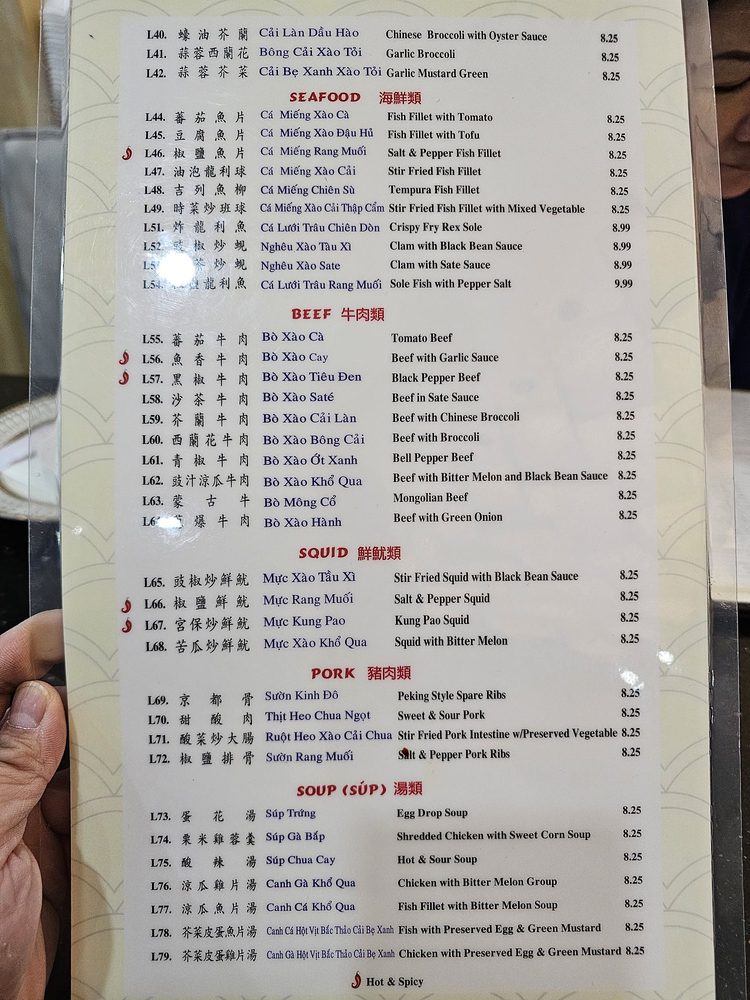 L40. 蠔油芥蘭 Cải Làn Dầu Hào Chinese Broccoli with Oyster Sauce 8.25
L41. 蒜蓉西蘭花 Bông Cải Xào Tỏi Garlic Broccoli 8.25
L42. 蒜蓉芥菜 Cải Bẹ Xanh Xào Tỏi Garlic Mustard Green 8.25
SEAFOOD 海鮮類
L44. 蕃茄魚片 Cá Miếng Xào Cà Fish Fillet with Tomato 8.25
L45. 豆腐魚片 Cá Miếng Xào Đậu Hủ Fish Fillet with Tofu 8.25
L46. 椒鹽魚片 Cá Miếng Rang Muối Salt & Pepper Fish Fillet 8.25
L47. 油泡龍利球 Cá Miếng Xào Cải Stir Fried Fish Fillet 8.25
L48. 吉列魚柳 Cá Miếng Chiên Sù Tempura Fish Fillet 8.25
L49. 時菜炒班球 Cá Miếng Xào Cải Thập Cẩm Stir Fried Fish Fillet with Mixed Vegetable 8.25
L51. 炸龍利魚 Cá Lưới Trâu Chiên Dòn Crispy Fry Rex Sole 8.99
L52. 豉椒炒蜆 Nghêu Xào Tàu Xì Clam with Black Bean Sauce 8.99
炒蜆 Nghêu Xào Sate Clam with Sate Sauce 8.99
鹽龍利魚 Cá Lưới Trâu Rang Muối Sole Fish with Pepper Salt 9.99
BEEF 牛肉類
L55. 蕃茄牛肉 Bò Xào Cà Tomato Beef 8.25
L56. 魚香牛肉 Bò Xào Cay Beef with Garlic Sauce 8.25
L57. 黑椒牛肉 Bò Xào Tiêu Đen Black Pepper Beef 8.25
L58. 沙茶牛肉 Bò Xào Saté Beef in Sate Sauce 8.25
L59. 芥蘭牛肉 Bò Xào Cải Làn Beef with Chinese Broccoli 8.25
L60. 西蘭花牛肉 Bò Xào Bông Cải Beef with Broccoli 8.25
L61. 青椒牛肉 Bò Xào Ớt Xanh Bell Pepper Beef 8.25
L62. 豉汁涼瓜牛肉 Bò Xào Khổ Qua Beef with Bitter Melon and Black Bean Sauce 8.25
L63. 蒙古牛 Bò Mông Cổ Mongolian Beef 8.25
爆牛肉 Bò Xào Hành Beef with Green Onion 8.25
SQUID 鮮魷類
L65. 豉椒炒鮮魷 Mực Xào Tầu Xì Stir Fried Squid with Black Bean Sauce 8.25
L66. 椒鹽鮮魷 Mực Rang Muối Salt & Pepper Squid 8.25
L67. 宮保炒鮮魷 Mực Kung Pao Kung Pao Squid 8.25
L68. 苦瓜炒鮮魷 Mực Xào Khổ Qua Squid with Bitter Melon 8.25
PORK 豬肉類
L69. 京都骨 Sườn Kinh Đô Peking Style Spare Ribs 8.25
L70. 甜酸肉 Thịt Heo Chua Ngọt Sweet & Sour Pork 8.25
L71. 酸菜炒大腸 Ruột Heo Xào Cải Chua Stir Fried Pork Intestine w/Preserved Vegetable 8.25
L72. 椒鹽排骨 Sườn Rang Muối Salt & Pepper Pork Ribs 8.25
SOUP (SÚP) 湯類
L73. 蛋花湯 Súp Trứng Egg Drop Soup 8.25
L74. 粟米雞蓉羹 Súp Gà Bắp Shredded Chicken with Sweet Corn Soup 8.25
L75. 酸辣湯 Súp Chua Cay Hot & Sour Soup 8.25
L76. 涼瓜雞片湯 Canh Gà Khổ Qua Chicken with Bitter Melon Group 8.25
L77. 涼瓜魚片湯 Canh Cá Khổ Qua Fish Fillet with Bitter Melon Soup 8.25
L78. 芥菜皮蛋魚片湯 Canh Cá Hột Vịt Bắc Thảo Cải Bẹ Xanh Fish with Preserved Egg & Green Mustard 8.25
L79. 芥菜皮蛋雞片湯 Canh Gà Hột Vịt Bắc Thảo Cải Bẹ Xanh Chicken with Preserved Egg & Green Mustard 8.25
Hot & Spicy